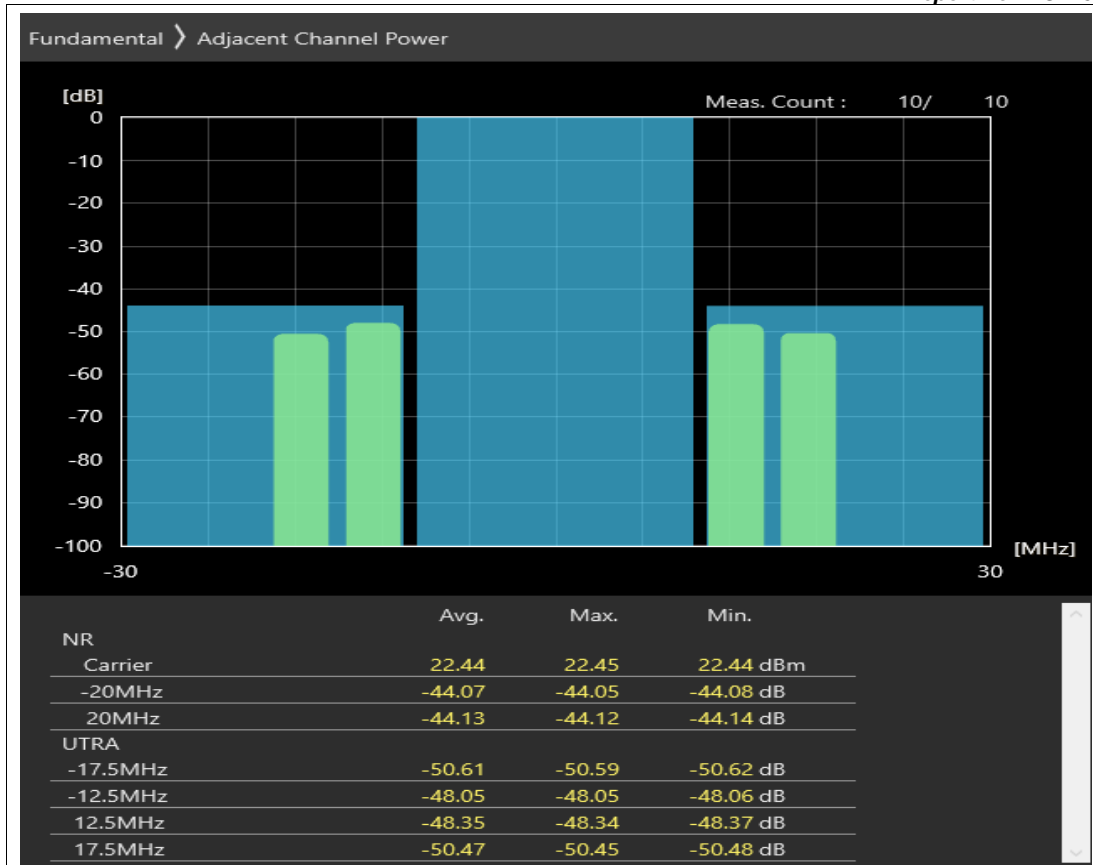 Fundamental 〉 Adjacent Channel Power
[dB]
Meas. Count : 10/ 10
0
-10
-20
-30
-40
-50
-60
-70
-80
-90
-100
[MHz]
-30 30
Avg. Max. Min.
NR
Carrier 22.44 22.45 22.44 dBm
-20MHz -44.07 -44.05 -44.08 dB
20MHz -44.13 -44.12 -44.14 dB
UTRA
-17.5MHz -50.61 -50.59 -50.62 dB
-12.5MHz -48.05 -48.05 -48.06 dB
12.5MHz -48.35 -48.34 -48.37 dB
17.5MHz -50.47 -50.45 -50.48 dB